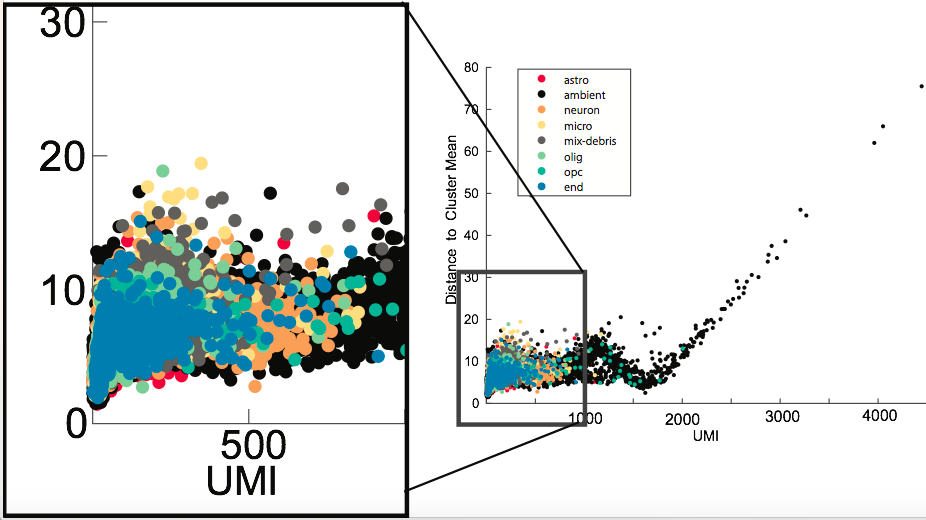 30
20
10
0
500
UMI
80
70
60
50
40
30
20
10
0
Distance to Cluster Mean
astro
ambient
neuron
micro
mix-debris
olig
opc
end
1000
2000
3000
4000
UMI